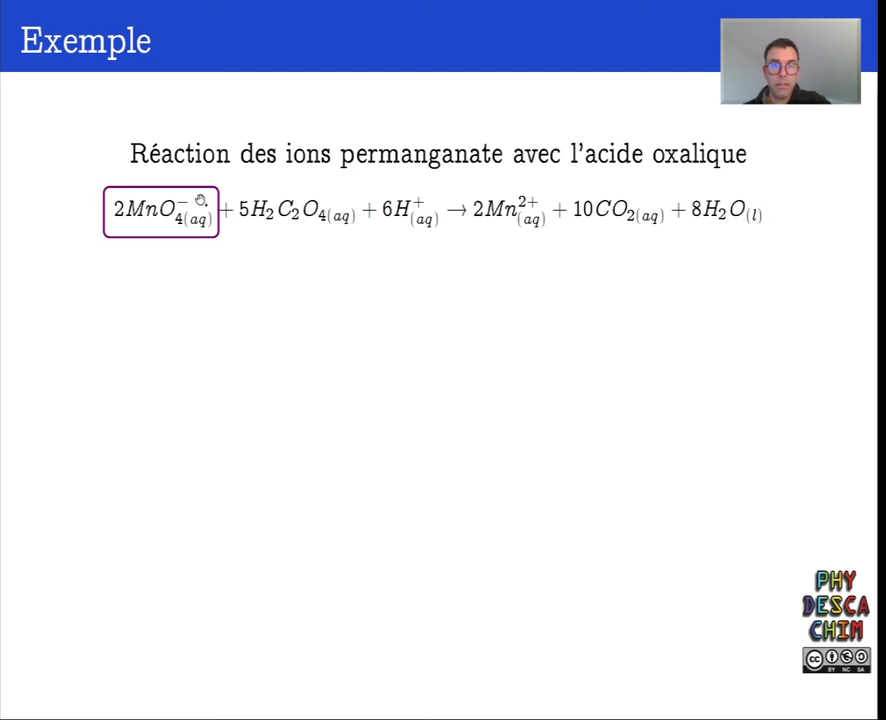 Exemple
Réaction des ions permanganate avec l'acide oxalique
2MnO₄⁻(aq) + 5H₂C₂O₄(aq) + 6H⁺(aq) → 2Mn²⁺(aq) + 10CO₂(aq) + 8H₂O(l)
PHY
DESCA
CHIM
cc
BY NC SA